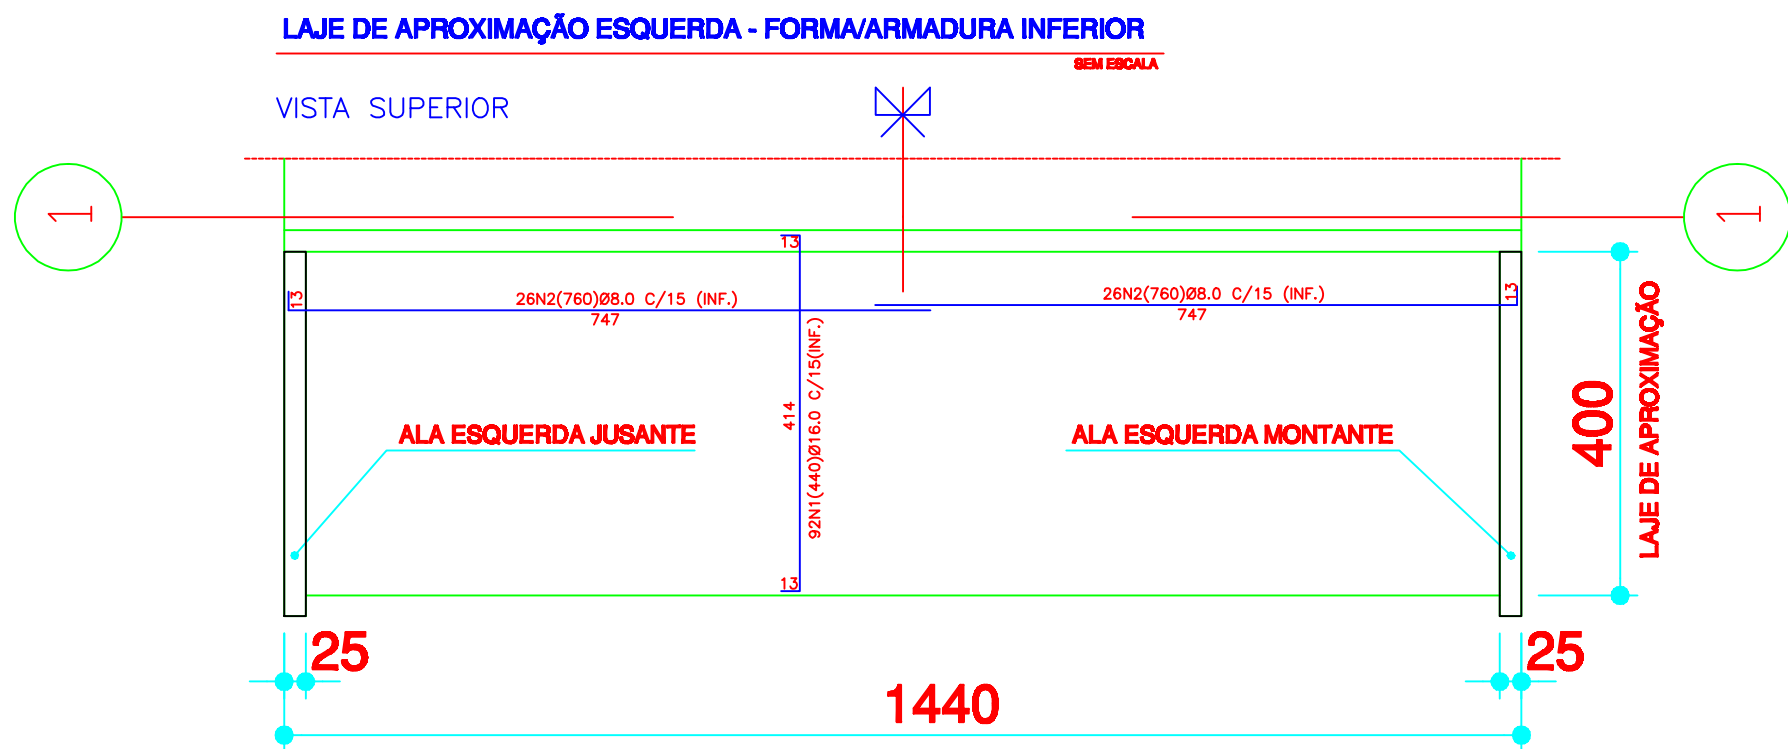 LAJE DE APROXIMAÇÃO ESQUERDA - FORMA/ARMADURA INFERIOR
SEM ESCALA
VISTA SUPERIOR
1
1
13
13
26N2(760)Ø8.0 C/15 (INF.)
747
26N2(760)Ø8.0 C/15 (INF.)
747
13
414
92N1(440)Ø16.0 C/15(INF.)
ALA ESQUERDA JUSANTE
ALA ESQUERDA MONTANTE
400
LAJE DE APROXIMAÇÃO
13
25
25
1440